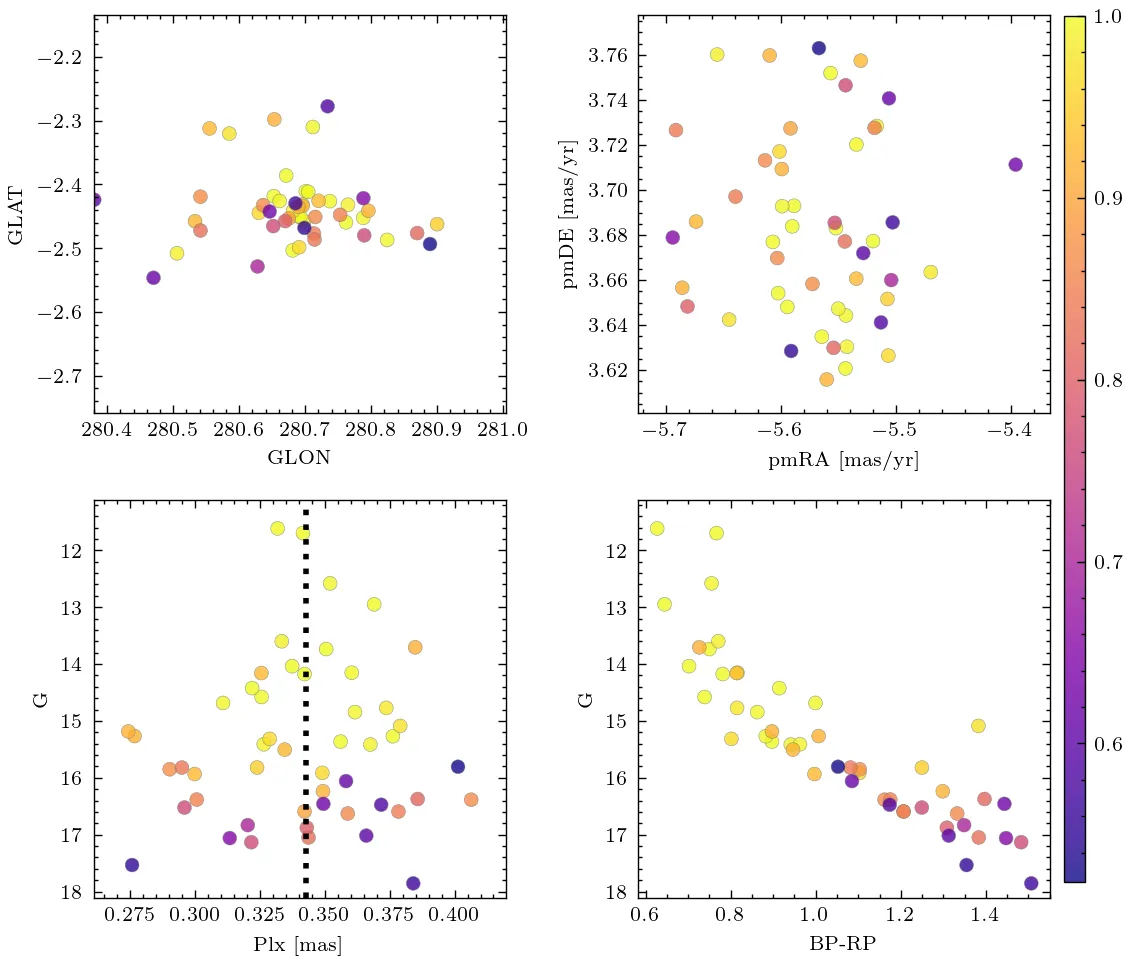 −2.2
−2.3
−2.4
−2.5
−2.6
−2.7
GLAT
280.4 280.5 280.6 280.7 280.8 280.9 281.0
GLON
3.76
3.74
3.72
3.70
3.68
3.66
3.64
3.62
pmDE [mas/yr]
−5.7 −5.6 −5.5 −5.4
pmRA [mas/yr]
1.0
0.9
0.8
0.7
0.6
12
13
14
15
16
17
18
G
0.275 0.300 0.325 0.350 0.375 0.400
Plx [mas]
12
13
14
15
16
17
18
G
0.6 0.8 1.0 1.2 1.4
BP-RP